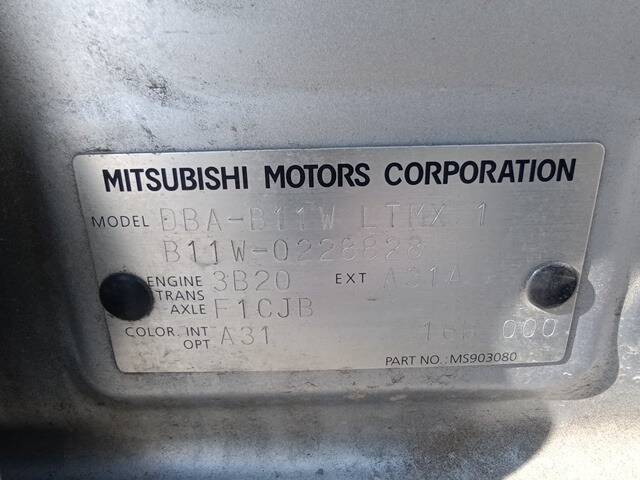 MITSUBISHI MOTORS CORPORATION
MODEL DBA-B11W LTMX 1
B11W-0228828
ENGINE 3B20 EXT A31A
TRANS
AXLE F1CJB
COLOR. INT A31
OPT 000
PART NO.: MS903080